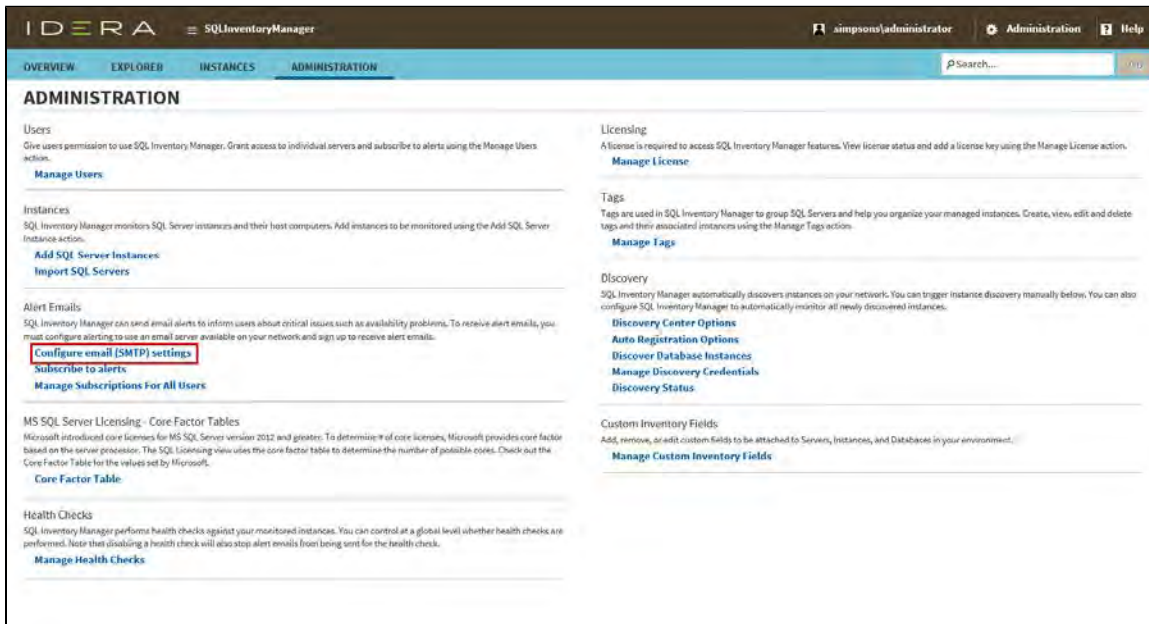 IDERA
SQLInventoryManager
simpsons\administrator
Administration
Help
OVERVIEW
EXPLORER
INSTANCES
ADMINISTRATION
Search...
ADMINISTRATION
Users
Give users permission to use SQL Inventory Manager. Grant access to individual servers and subscribe to alerts using the Manage Users
action.
Manage Users
Instances
SQL Inventory Manager monitors SQL Server instances and their host computers. Add instances to be monitored using the Add SQL Server
Instance action.
Add SQL Server Instances
Import SQL Servers
Alert Emails
SQL Inventory Manager can send email alerts to inform users about critical issues such as availability problems. To receive alert emails, you
must configure alerting to use an email server available on your network and sign up to receive alert emails.
Configure email (SMTP) settings
Subscribe to alerts
Manage Subscriptions For All Users
MS SQL Server Licensing - Core Factor Tables
Microsoft introduced core licenses for MS SQL Server version 2012 and greater. To determine # of core licenses, Microsoft provides core factor
based on the server processor. The SQL Licensing view uses the core factor table to determine the number of possible cores. Check out the
Core Factor Table for the values set by Microsoft.
Core Factor Table
Health Checks
SQL Inventory Manager performs health checks against your monitored instances. You can control at a global level whether health checks are
performed. Note that disabling a health check will also stop alert emails from being sent for the health check.
Manage Health Checks
Licensing
A license is required to access SQL Inventory Manager features. View license status and add a license key using the Manage License action.
Manage License
Tags
Tags are used in SQL Inventory Manager to group SQL Servers and help you organize your managed instances. Create, view, edit and delete
tags and their associated instances using the Manage Tags action
Manage Tags
Discovery
SQL Inventory Manager automatically discovers instances on your network. You can trigger instance discovery manually below. You can also
configure SQL Inventory Manager to automatically monitor all newly discovered instances.
Discovery Center Options
Auto Registration Options
Discover Database Instances
Manage Discovery Credentials
Discovery Status
Custom Inventory Fields
Add, remove, or edit custom fields to be attached to Servers, Instances, and Databases in your environment.
Manage Custom Inventory Fields